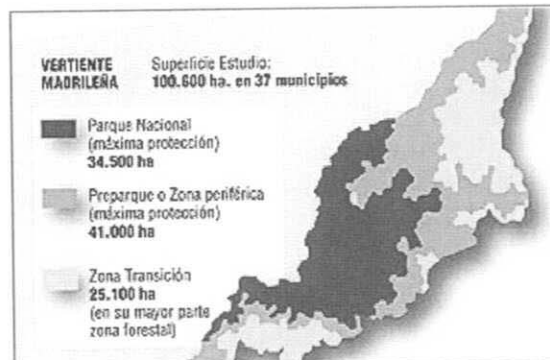 VERTIENTE
MADRILEÑA
Superficie Estudio:
100.600 ha. en 37 municipios
Parque Nacional
(máxima protección)
34.500 ha
Preparque o Zona periférica
(máxima protección)
41.000 ha
Zona Transición
25.100 ha
(en su mayor parte
zona forestal)